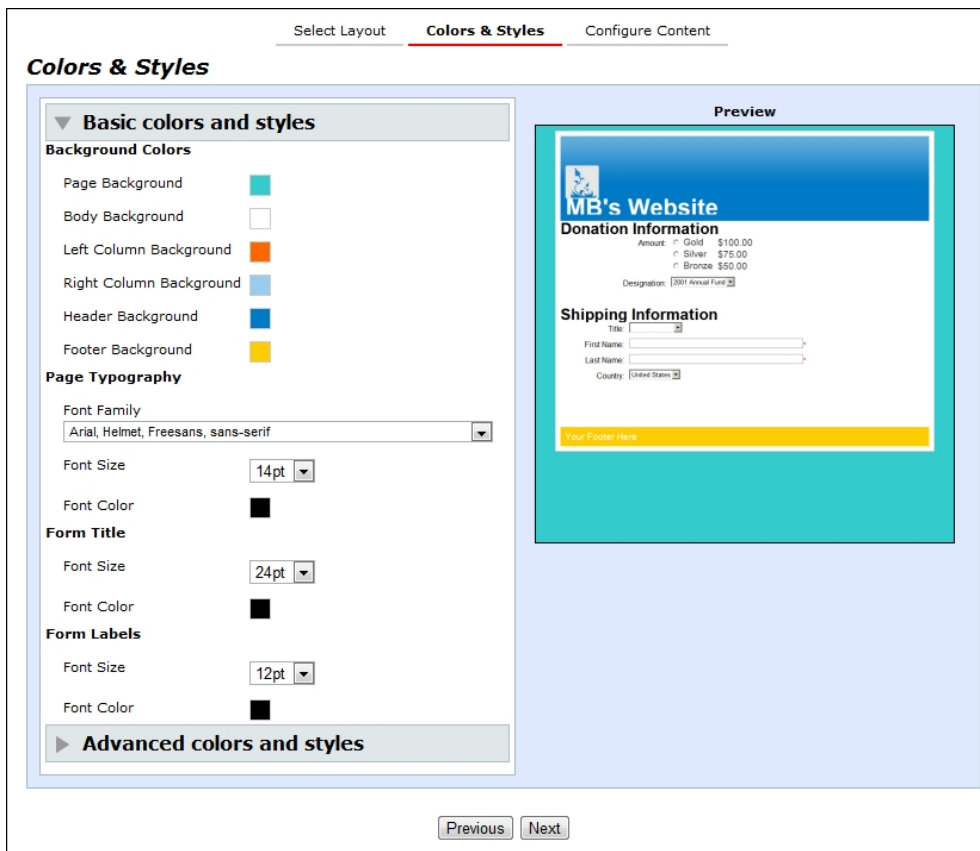 Select Layout Colors & Styles Configure Content
Colors & Styles
Basic colors and styles
Background Colors
Page Background
Body Background
Left Column Background
Right Column Background
Header Background
Footer Background
Page Typography
Font Family
Arial, Helmet, Freesans, sans-serif
Font Size 14pt
Font Color
Form Title
Font Size 24pt
Font Color
Form Labels
Font Size 12pt
Font Color
Advanced colors and styles
Preview
MB's Website
Donation Information
Amount: Gold $100.00
Silver $75.00
Bronze $50.00
Designation: 2001 Annual Fund
Shipping Information
Title:
First Name: *
Last Name: *
Country: United States
Your Footer Here
Previous Next